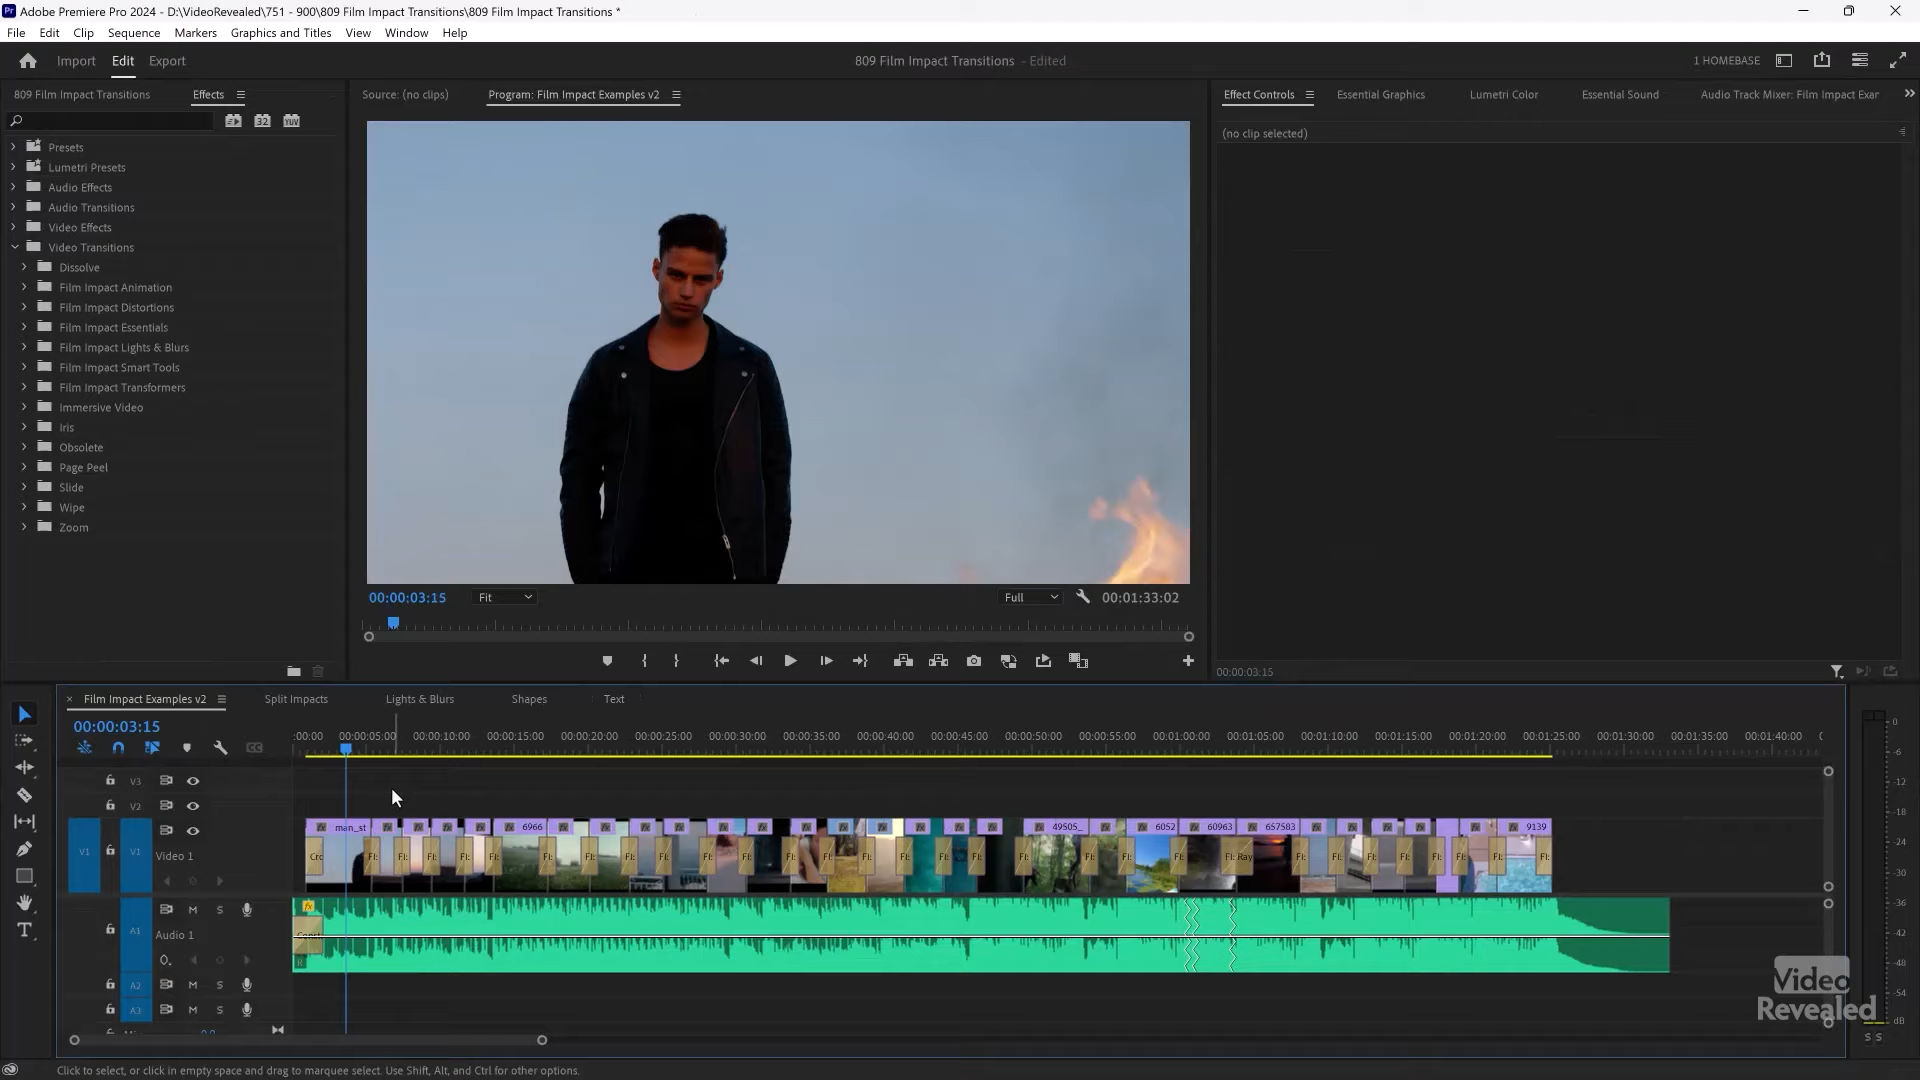 Adobe Premiere Pro 2024 - D:\VideoRevealed\751 - 900\809 Film Impact Transitions\809 Film Impact Transitions *
File Edit Clip Sequence Markers Graphics and Titles View Window Help
Import Edit Export
809 Film Impact Transitions - Edited
1 HOMEBASE
809 Film Impact Transitions Effects
Presets
Lumetri Presets
Audio Effects
Audio Transitions
Video Effects
Video Transitions
Dissolve
Film Impact Animation
Film Impact Distortions
Film Impact Essentials
Film Impact Lights & Blurs
Film Impact Smart Tools
Film Impact Transformers
Immersive Video
Iris
Obsolete
Page Peel
Slide
Wipe
Zoom
Source: (no clips) Program: Film Impact Examples v2
00:00:03:15 Fit Full 00:01:33:02
Effect Controls Essential Graphics Lumetri Color Essential Sound Audio Track Mixer: Film Impact Exar
(no clip selected)
00:00:03:15
Film Impact Examples v2 Split Impacts Lights & Blurs Shapes Text
00:00:03:15
:00:00 00:00:05:00 00:00:10:00 00:00:15:00 00:00:20:00 00:00:25:00 00:00:30:00 00:00:35:00 00:00:40:00 00:00:45:00 00:00:50:00 00:00:55:00 00:01:00:00 00:01:05:00 00:01:10:00 00:01:15:00 00:01:20:00 00:01:25:00 00:01:30:00 00:01:35:00 00:01:40:00
V3
V2
man_st 6966 49505_ 6052 60963 657583 9139
V1 V1 Video 1
A1 M S
Audio 1
A2 M S
A3 M S
0
-6
-12
-18
-24
-30
-36
-42
-48
-54
dB
S S
Video
Revealed
Click to select, or click in empty space and drag to marquee select. Use Shift, Alt, and Ctrl for other options.